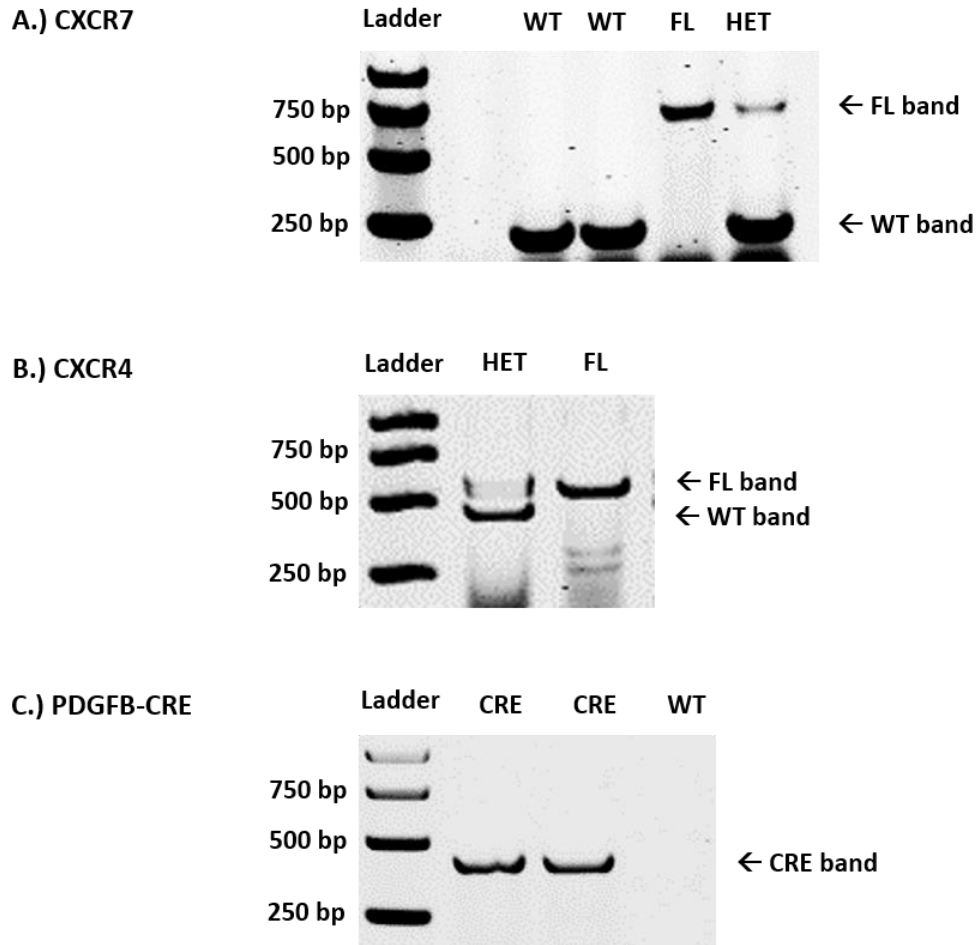 A.) CXCR7
Ladder WT WT FL HET
750 bp
500 bp
250 bp
← FL band
← WT band
B.) CXCR4
Ladder HET FL
750 bp
500 bp
250 bp
← FL band
← WT band
C.) PDGFB-CRE
Ladder CRE CRE WT
750 bp
500 bp
250 bp
← CRE band